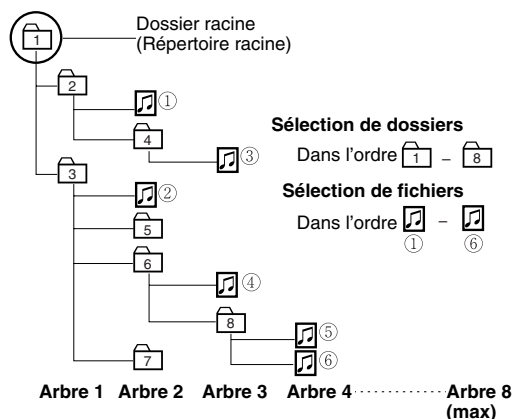 Dossier racine
(Répertoire racine)
1
2
①
4
③
3
②
5
6
④
8
⑤
⑥
7
Sélection de dossiers
Dans l'ordre 1 – 8
Sélection de fichiers
Dans l'ordre –
① ⑥
Arbre 1 Arbre 2 Arbre 3 Arbre 4 Arbre 8
(max)